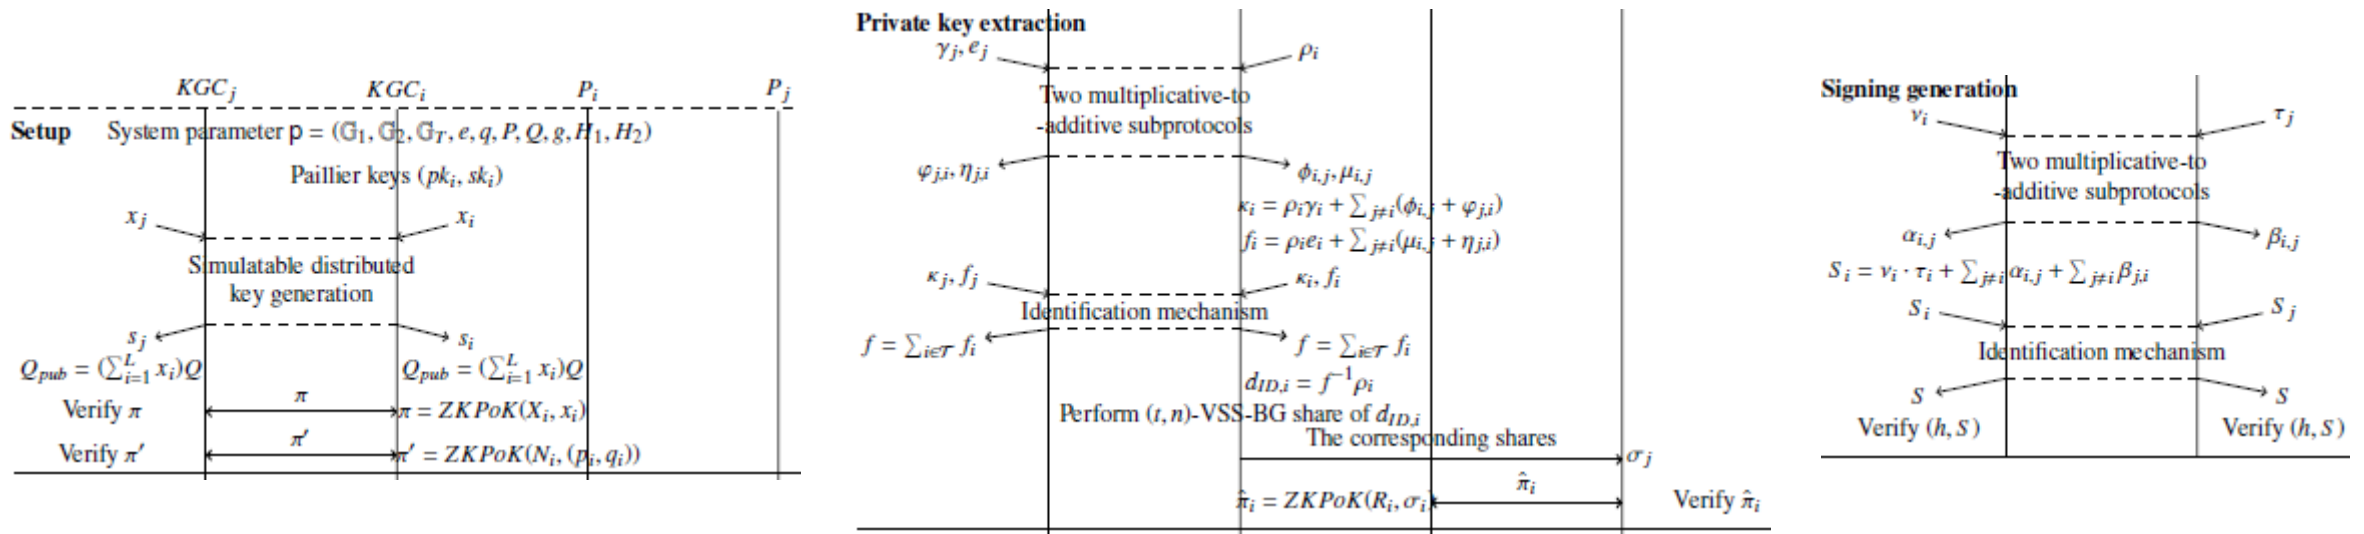 KGC_j KGC_i P_i P_j
Setup System parameter p = (𝔾_1, 𝔾_2, 𝔾_T, e, q, P, Q, g, H_1, H_2)
Paillier keys (pk_i, sk_i)
x_j x_i
Simulatable distributed
key generation
s_j s_i
Q_pub = (∑_{i=1}^L x_i)Q Q_pub = (∑_{i=1}^L x_i)Q
Verify π π π = ZKPoK(X_i, x_i)
Verify π′ π′ π′ = ZKPoK(N_i, (p_i, q_i))
Private key extraction
γ_j, e_j ρ_i
Two multiplicative-to
-additive subprotocols
φ_{j,i}, η_{j,i} ϕ_{i,j}, μ_{i,j}
κ_i = ρ_iγ_i + ∑_{j≠i}(ϕ_{i,j} + φ_{j,i})
f_i = ρ_ie_i + ∑_{j≠i}(μ_{i,j} + η_{j,i})
κ_j, f_j κ_i, f_i
Identification mechanism
f = ∑_{i∈𝒯} f_i f = ∑_{i∈𝒯} f_i
d_{ID,i} = f^{-1}ρ_i
Perform (t, n)-VSS-BG share of d_{ID,i}
The corresponding shares
σ_j
π̂_i = ZKPoK(R_i, σ_i) π̂_i Verify π̂_i
Signing generation
ν_i τ_j
Two multiplicative-to
-additive subprotocols
α_{i,j} β_{i,j}
S_i = ν_i · τ_i + ∑_{j≠i} α_{i,j} + ∑_{j≠i} β_{j,i}
S_i S_j
Identification mechanism
S S
Verify (h, S) Verify (h, S)